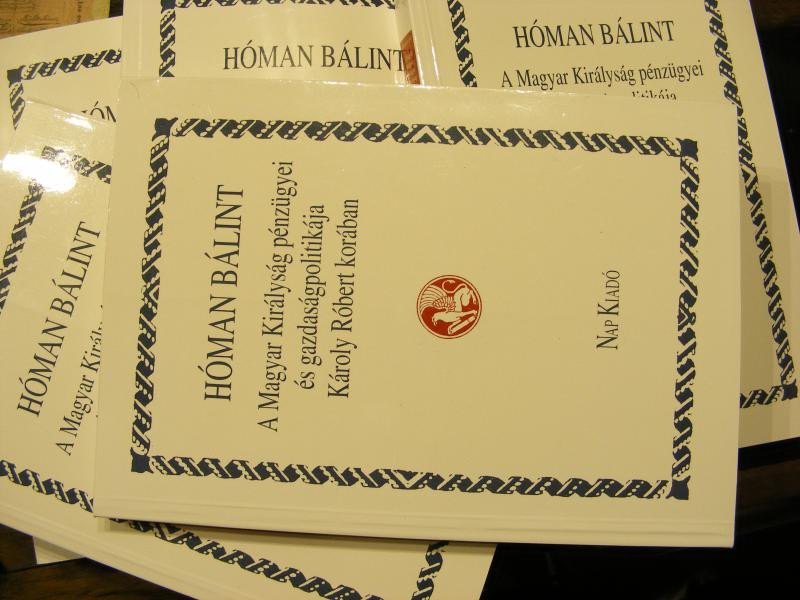 HÓMAN BÁLINT
A Magyar Királyság pénzügyei
és gazdaságpolitikája
Károly Róbert korában
NAP KIADÓ
HÓMAN BÁLINT
HÓMAN BÁLINT
A Magyar Királyság pénzügyei
HÓMAN BÁLINT
A Magyar